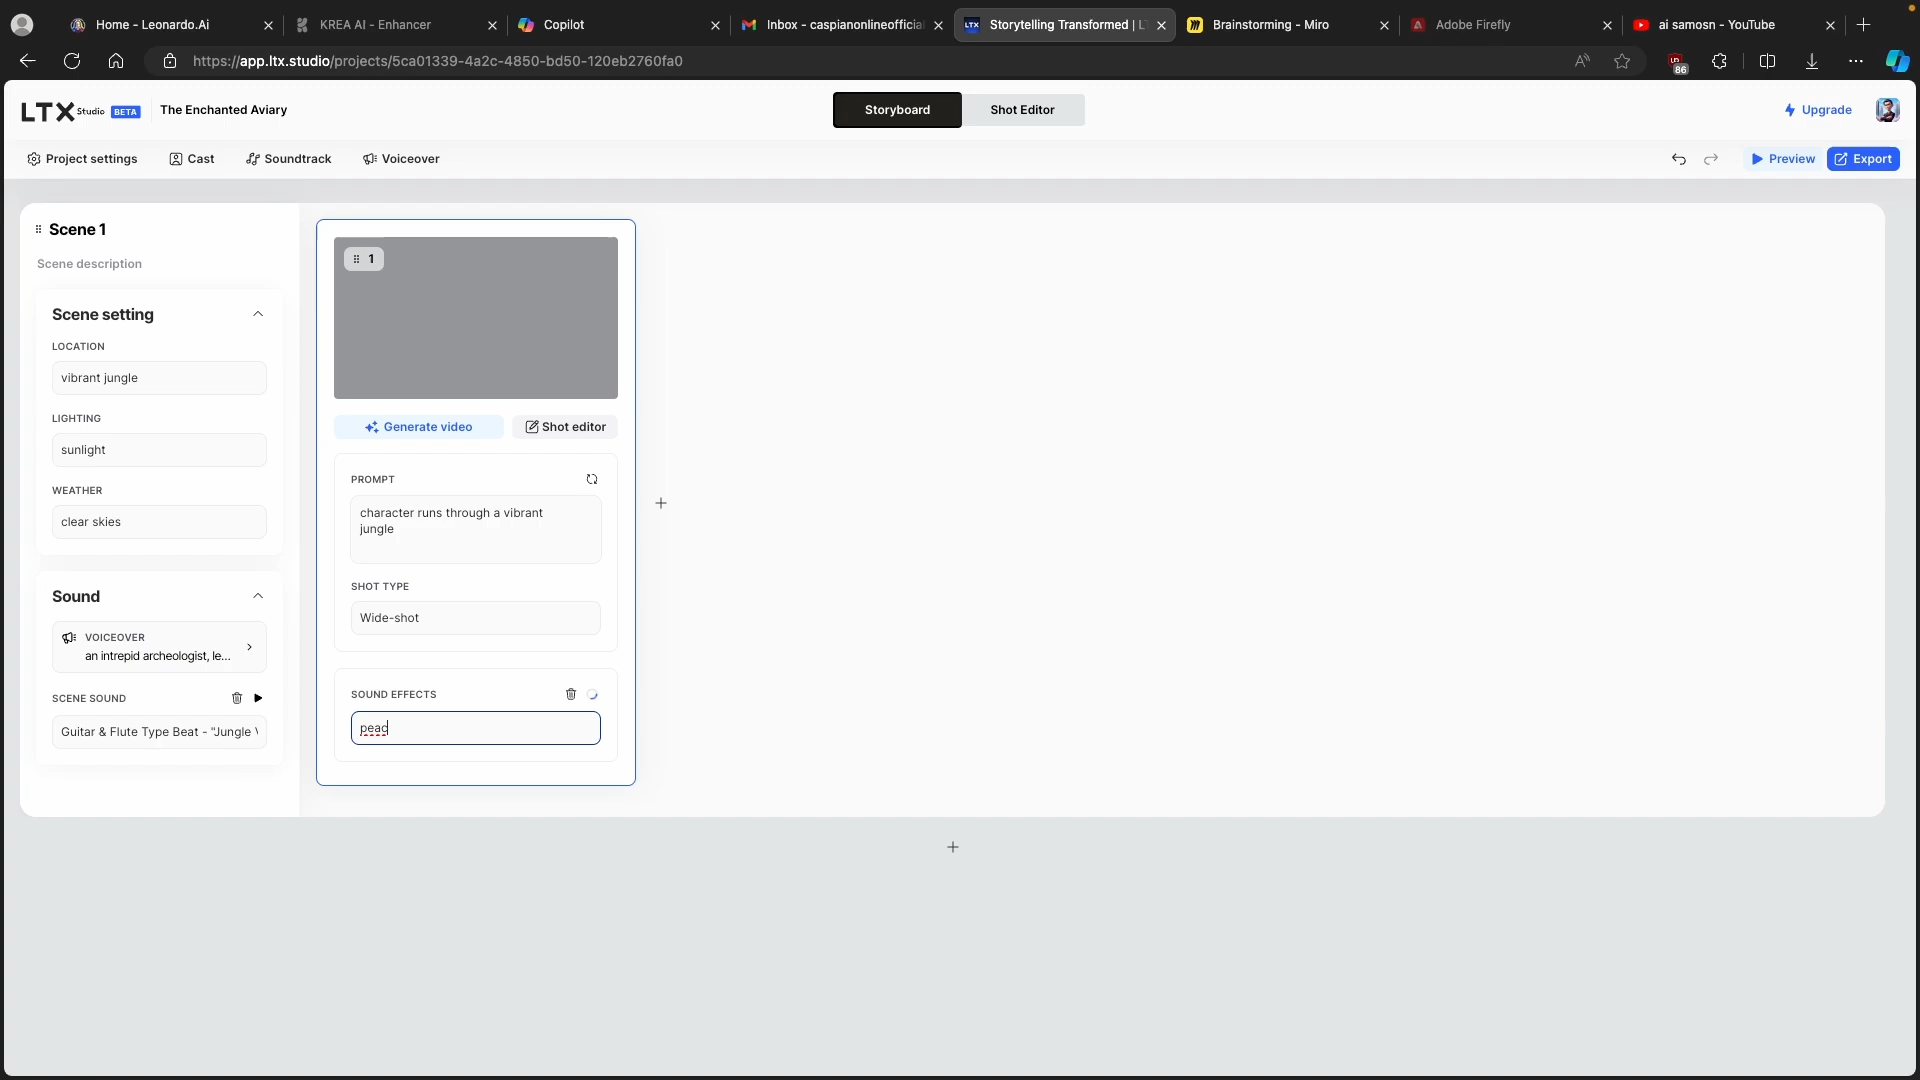 Home - Leonardo.Ai
KREA AI - Enhancer
Copilot
Inbox - caspianonlineofficial
LTX Storytelling Transformed | L
Brainstorming - Miro
Adobe Firefly
ai samosn - YouTube
https://app.ltx.studio/projects/5ca01339-4a2c-4850-bd50-120eb2760fa0
86
LTX Studio BETA
The Enchanted Aviary
Storyboard
Shot Editor
Upgrade
Project settings
Cast
Soundtrack
Voiceover
Preview
Export
Scene 1
Scene description
Scene setting
LOCATION
vibrant jungle
LIGHTING
sunlight
WEATHER
clear skies
Sound
VOICEOVER
an intrepid archeologist, le...
SCENE SOUND
Guitar & Flute Type Beat - "Jungle
1
Generate video
Shot editor
PROMPT
character runs through a vibrant
jungle
SHOT TYPE
Wide-shot
SOUND EFFECTS
peac